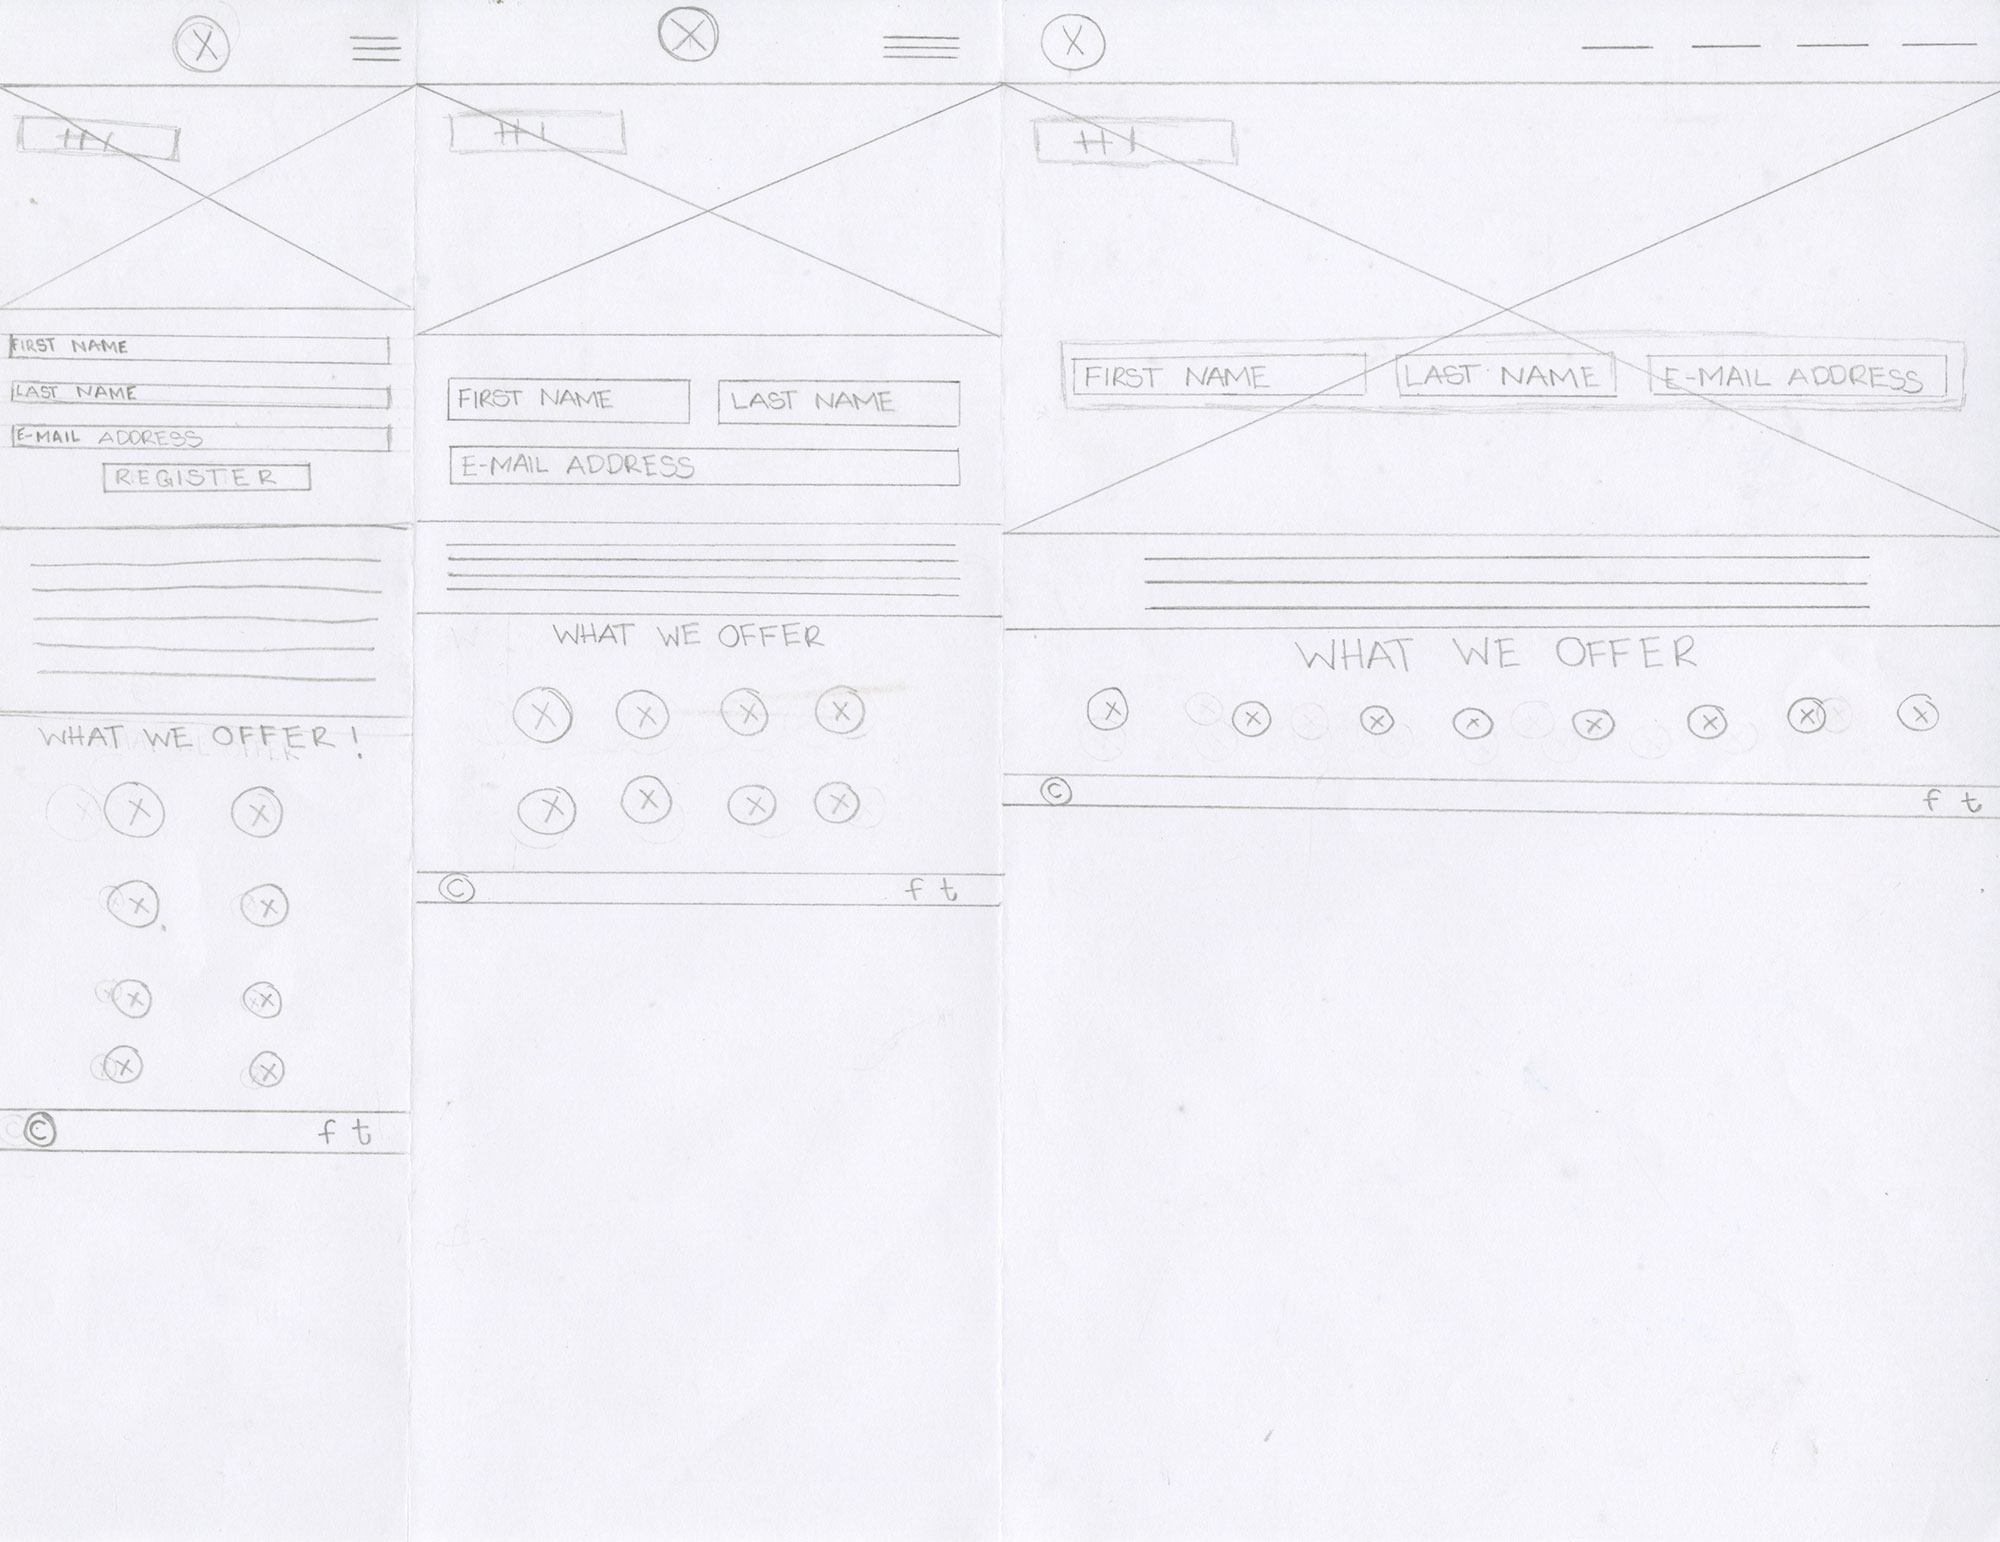 X
H1
FIRST NAME
LAST NAME
E-MAIL ADDRESS
REGISTER
WHAT WE OFFER!
X X
X X
X X
X X
© f t
X
H1
FIRST NAME LAST NAME
E-MAIL ADDRESS
WHAT WE OFFER
X X X X
X X X X
© f t
X
H1
FIRST NAME LAST NAME E-MAIL ADDRESS
WHAT WE OFFER
X X X X X X X X
© f t